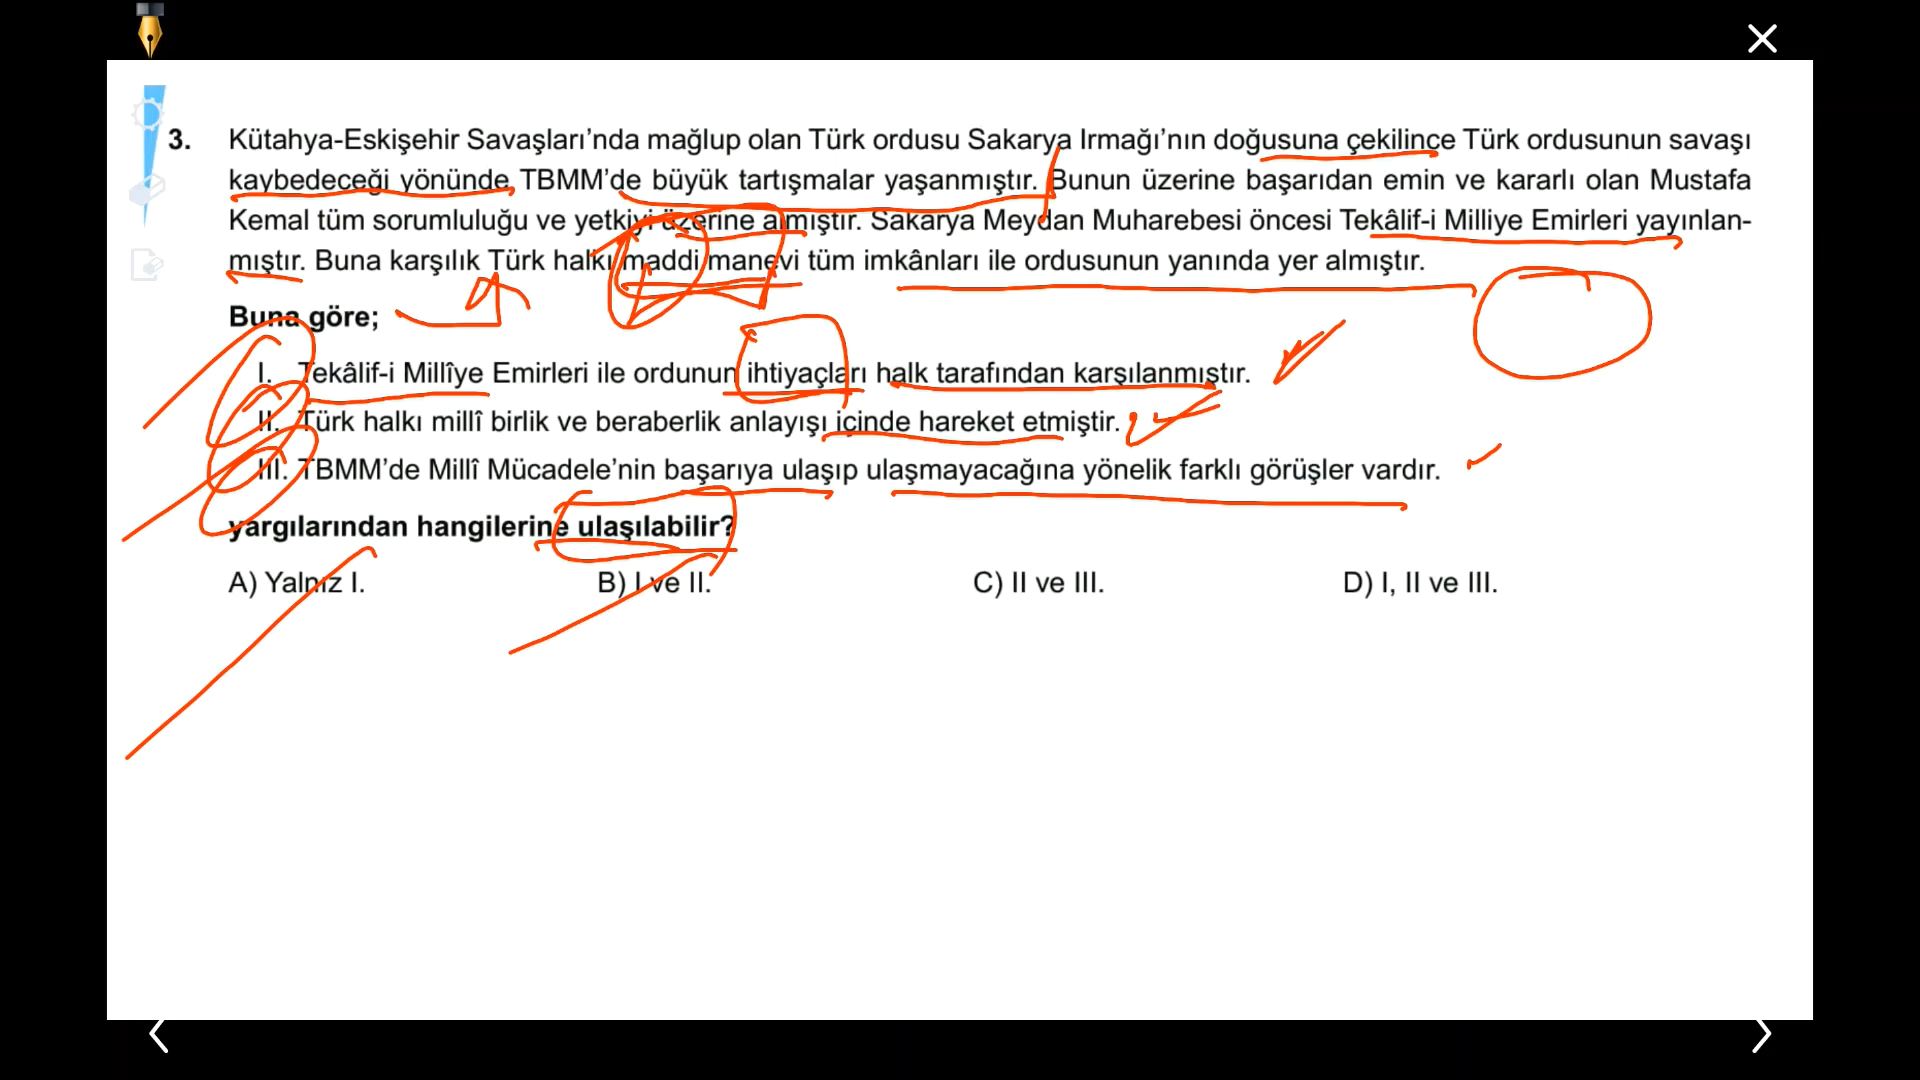 3. Kütahya-Eskişehir Savaşları’nda mağlup olan Türk ordusu Sakarya Irmağı’nın doğusuna çekilince Türk ordusunun savaşı
kaybedeceği yönünde TBMM’de büyük tartışmalar yaşanmıştır. Bunun üzerine başarıdan emin ve kararlı olan Mustafa
Kemal tüm sorumluluğu ve yetkiyi üzerine almıştır. Sakarya Meydan Muharebesi öncesi Tekâlif-i Milliye Emirleri yayınlan-
mıştır. Buna karşılık Türk halkı maddi manevi tüm imkânları ile ordusunun yanında yer almıştır.
Buna göre;
I. Tekâlif-i Millîye Emirleri ile ordunun ihtiyaçları halk tarafından karşılanmıştır.
II. Türk halkı millî birlik ve beraberlik anlayışı içinde hareket etmiştir.
III. TBMM’de Millî Mücadele’nin başarıya ulaşıp ulaşmayacağına yönelik farklı görüşler vardır.
yargılarından hangilerine ulaşılabilir?
A) Yalnız I. B) I ve II. C) II ve III. D) I, II ve III.